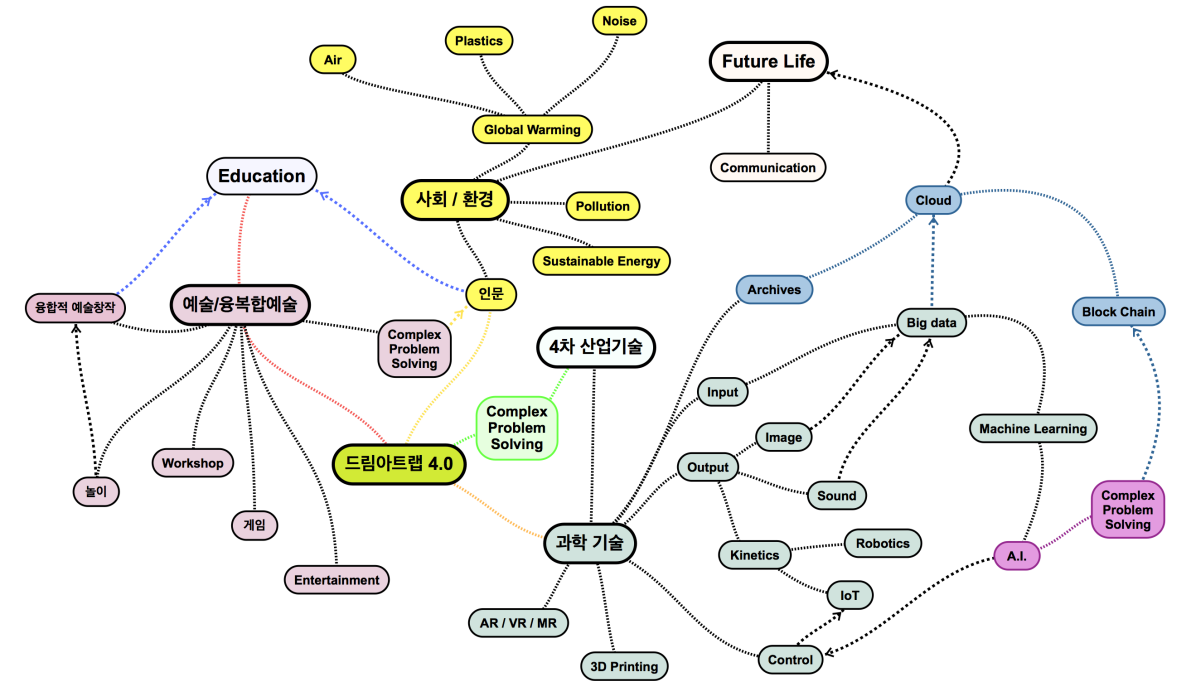 Noise
Plastics
Air
Future Life
Global Warming
Communication
Education
사회 / 환경
Pollution
Cloud
Sustainable Energy
Archives
인문
융합적 예술창작
예술/융복합예술
Block Chain
Big data
Complex
Problem
Solving
4차 산업기술
Input
Complex
Problem
Solving
Image
Machine Learning
드림아트랩 4.0
Workshop
Output
놀이
Sound
Complex
Problem
Solving
게임
과학 기술
Robotics
Kinetics
A.I.
Entertainment
IoT
AR / VR / MR
Control
3D Printing